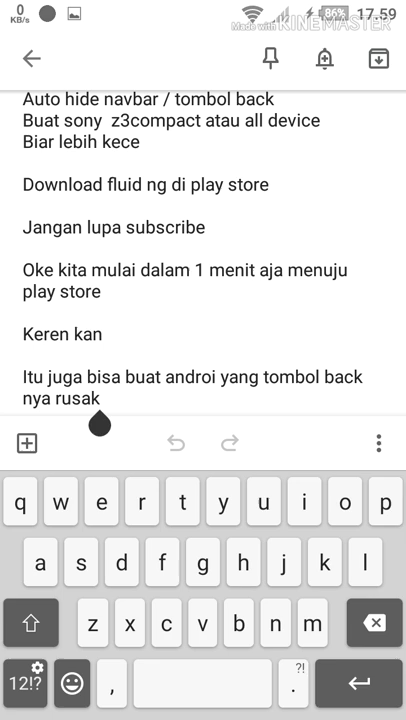 0
KB/s
86%
17.59
Made with KINEMASTER
Auto hide navbar / tombol back
Buat sony z3compact atau all device
Biar lebih kece
Download fluid ng di play store
Jangan lupa subscribe
Oke kita mulai dalam 1 menit aja menuju
play store
Keren kan
Itu juga bisa buat androi yang tombol back
nya rusak
q w e r t y u i o p
a s d f g h j k l
z x c v b n m
12!? , . ?!